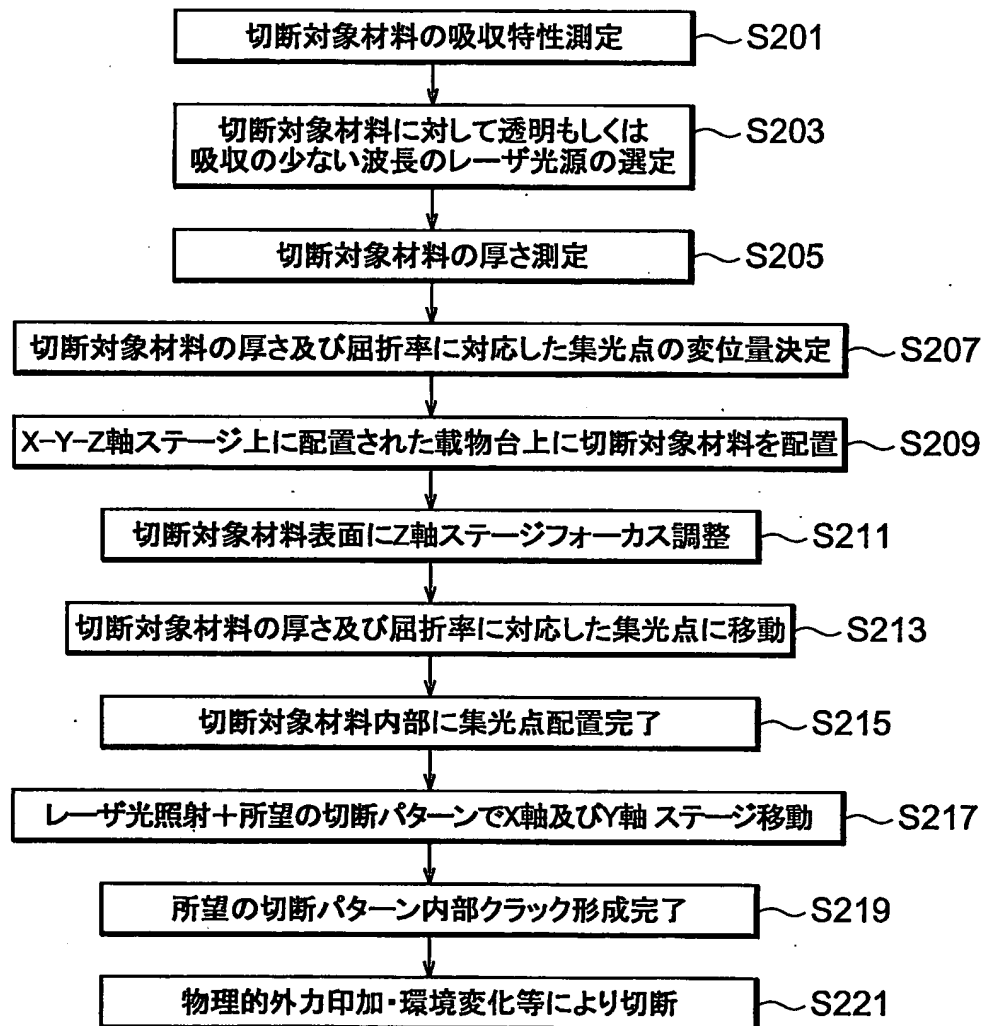 切断対象材料の吸収特性測定 S201
切断対象材料に対して透明もしくは
吸収の少ない波長のレーザ光源の選定 S203
切断対象材料の厚さ測定 S205
切断対象材料の厚さ及び屈折率に対応した集光点の変位量決定 S207
X-Y-Z軸ステージ上に配置された載物台上に切断対象材料を配置 S209
切断対象材料表面にZ軸ステージフォーカス調整 S211
切断対象材料の厚さ及び屈折率に対応した集光点に移動 S213
切断対象材料内部に集光点配置完了 S215
レーザ光照射+所望の切断パターンでX軸及びY軸 ステージ移動 S217
所望の切断パターン内部クラック形成完了 S219
物理的外力印加・環境変化等により切断 S221